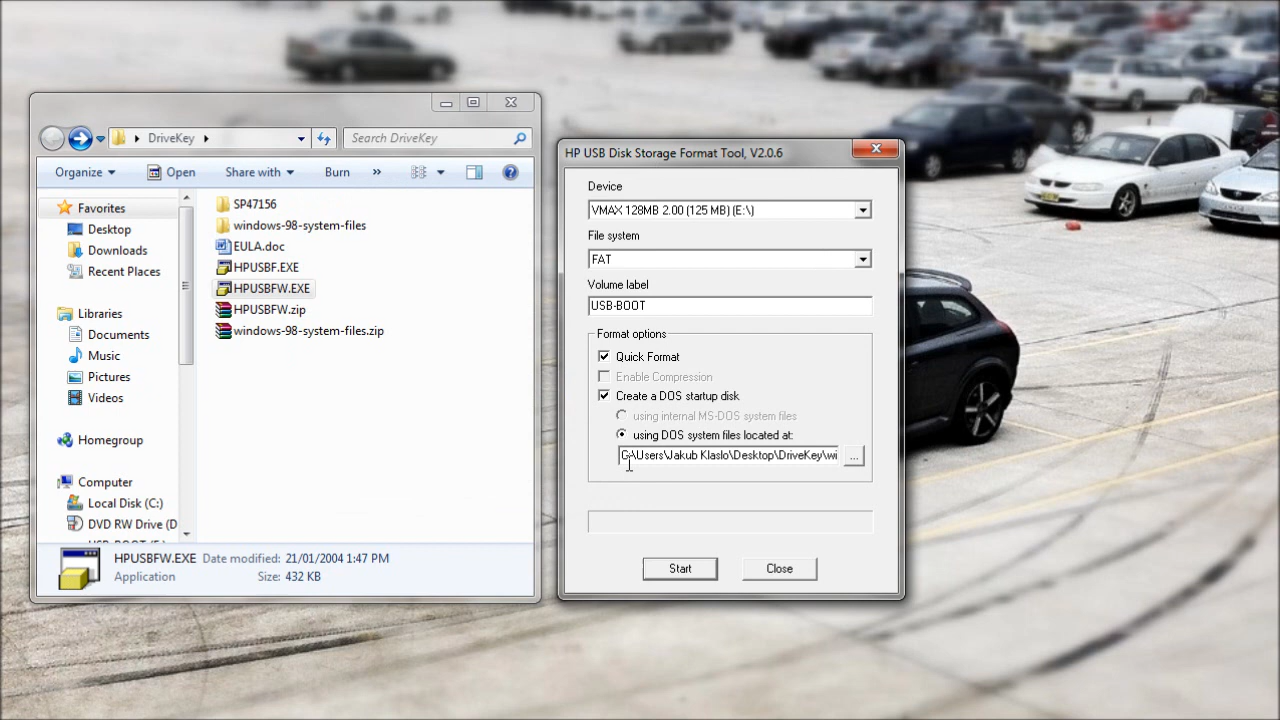 DriveKey
Search DriveKey
Organize
Open
Share with
Burn
»
Favorites
Desktop
Downloads
Recent Places
Libraries
Documents
Music
Pictures
Videos
Homegroup
Computer
Local Disk (C:)
DVD RW Drive (D
SP47156
windows-98-system-files
EULA.doc
HPUSBF.EXE
HPUSBFW.EXE
HPUSBFW.zip
windows-98-system-files.zip
HPUSBFW.EXE Date modified: 21/01/2004 1:47 PM
Application Size: 432 KB
HP USB Disk Storage Format Tool, V2.0.6
Device
VMAX 128MB 2.00 (125 MB) (E:\)
File system
FAT
Volume label
USB-BOOT
Format options
Quick Format
Enable Compression
Create a DOS startup disk
using internal MS-DOS system files
using DOS system files located at:
C:\Users\Jakub Klaslo\Desktop\DriveKey\wi
...
Start
Close